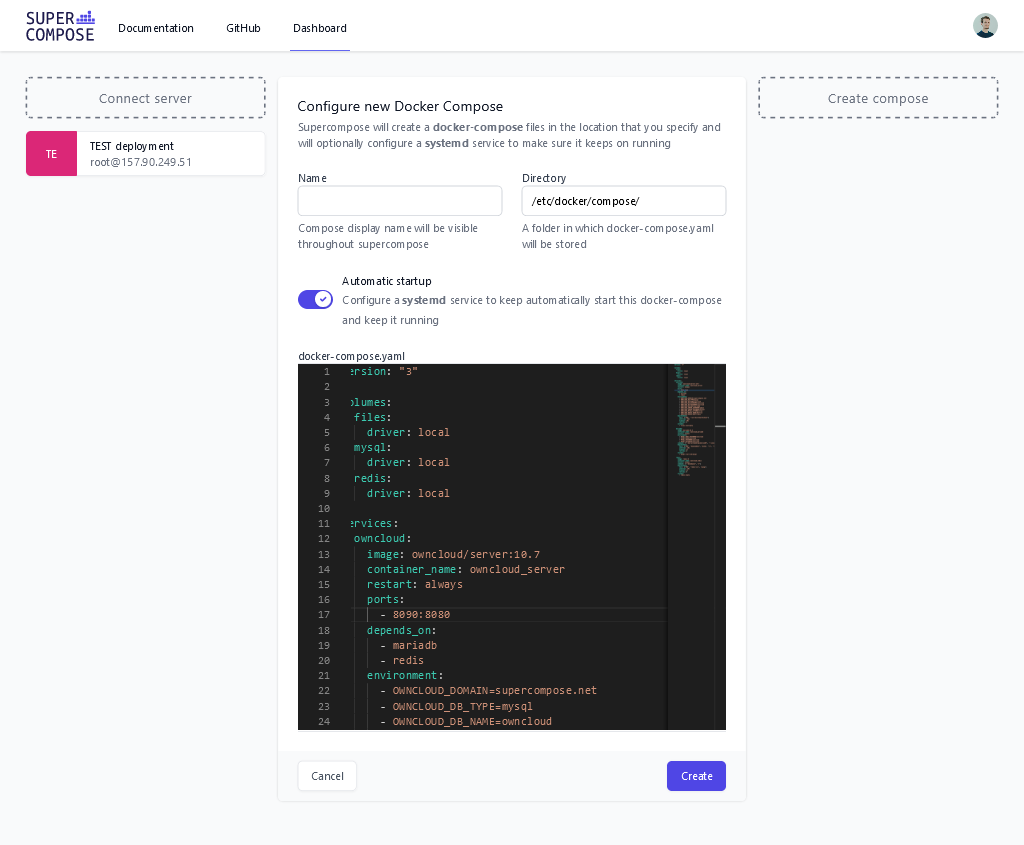 SUPER
COMPOSE
Documentation
GitHub
Dashboard
Connect server
TE
TEST deployment
root@157.90.249.51
Configure new Docker Compose
Supercompose will create a docker-compose files in the location that you specify and
will optionally configure a systemd service to make sure it keeps on running
Name
Compose display name will be visible
throughout supercompose
Directory
/etc/docker/compose/
A folder in which docker-compose.yaml
will be stored
Automatic startup
Configure a systemd service to keep automatically start this docker-compose
and keep it running
docker-compose.yaml
1 ersion: "3"
2
3 olumes:
4 files:
5 driver: local
6 mysql:
7 driver: local
8 redis:
9 driver: local
10
11 ervices:
12 owncloud:
13 image: owncloud/server:10.7
14 container_name: owncloud_server
15 restart: always
16 ports:
17 - 8090:8080
18 depends_on:
19 - mariadb
20 - redis
21 environment:
22 - OWNCLOUD_DOMAIN=supercompose.net
23 - OWNCLOUD_DB_TYPE=mysql
24 - OWNCLOUD_DB_NAME=owncloud
Cancel
Create
Create compose